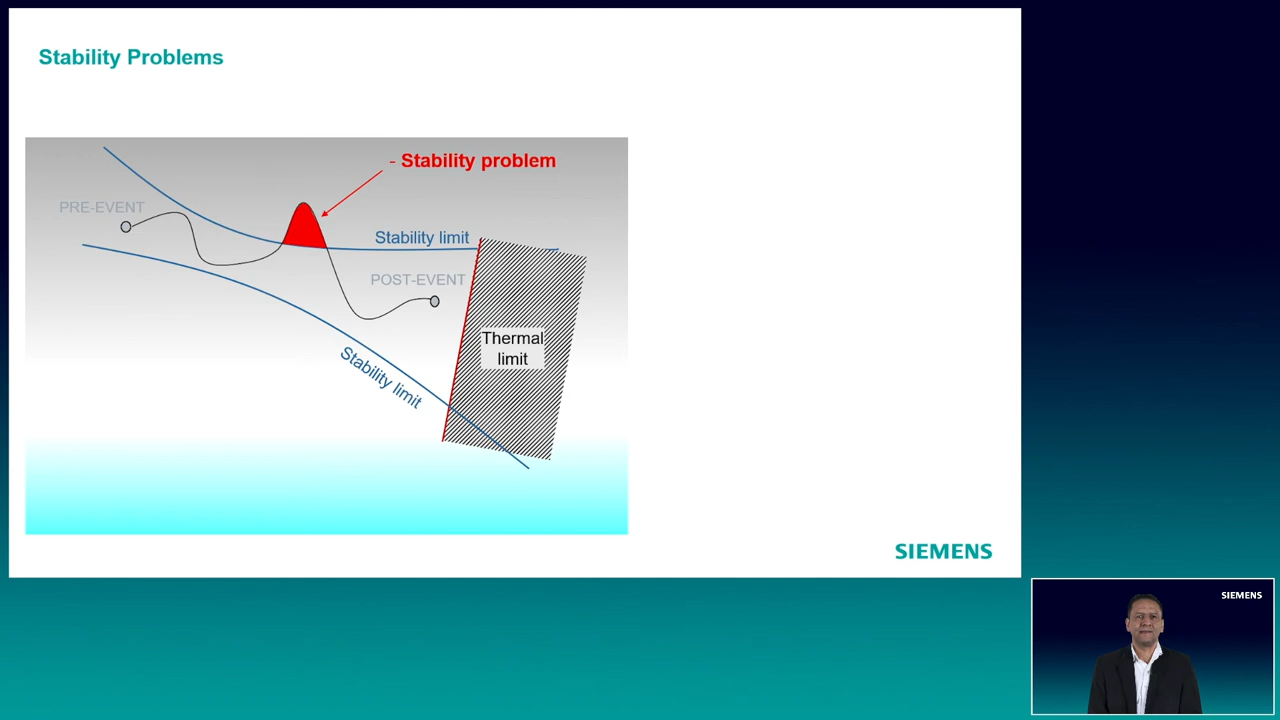 Stability Problems
- Stability problem
PRE-EVENT
Stability limit
POST-EVENT
Thermal
limit
Stability limit
SIEMENS
SIEMENS